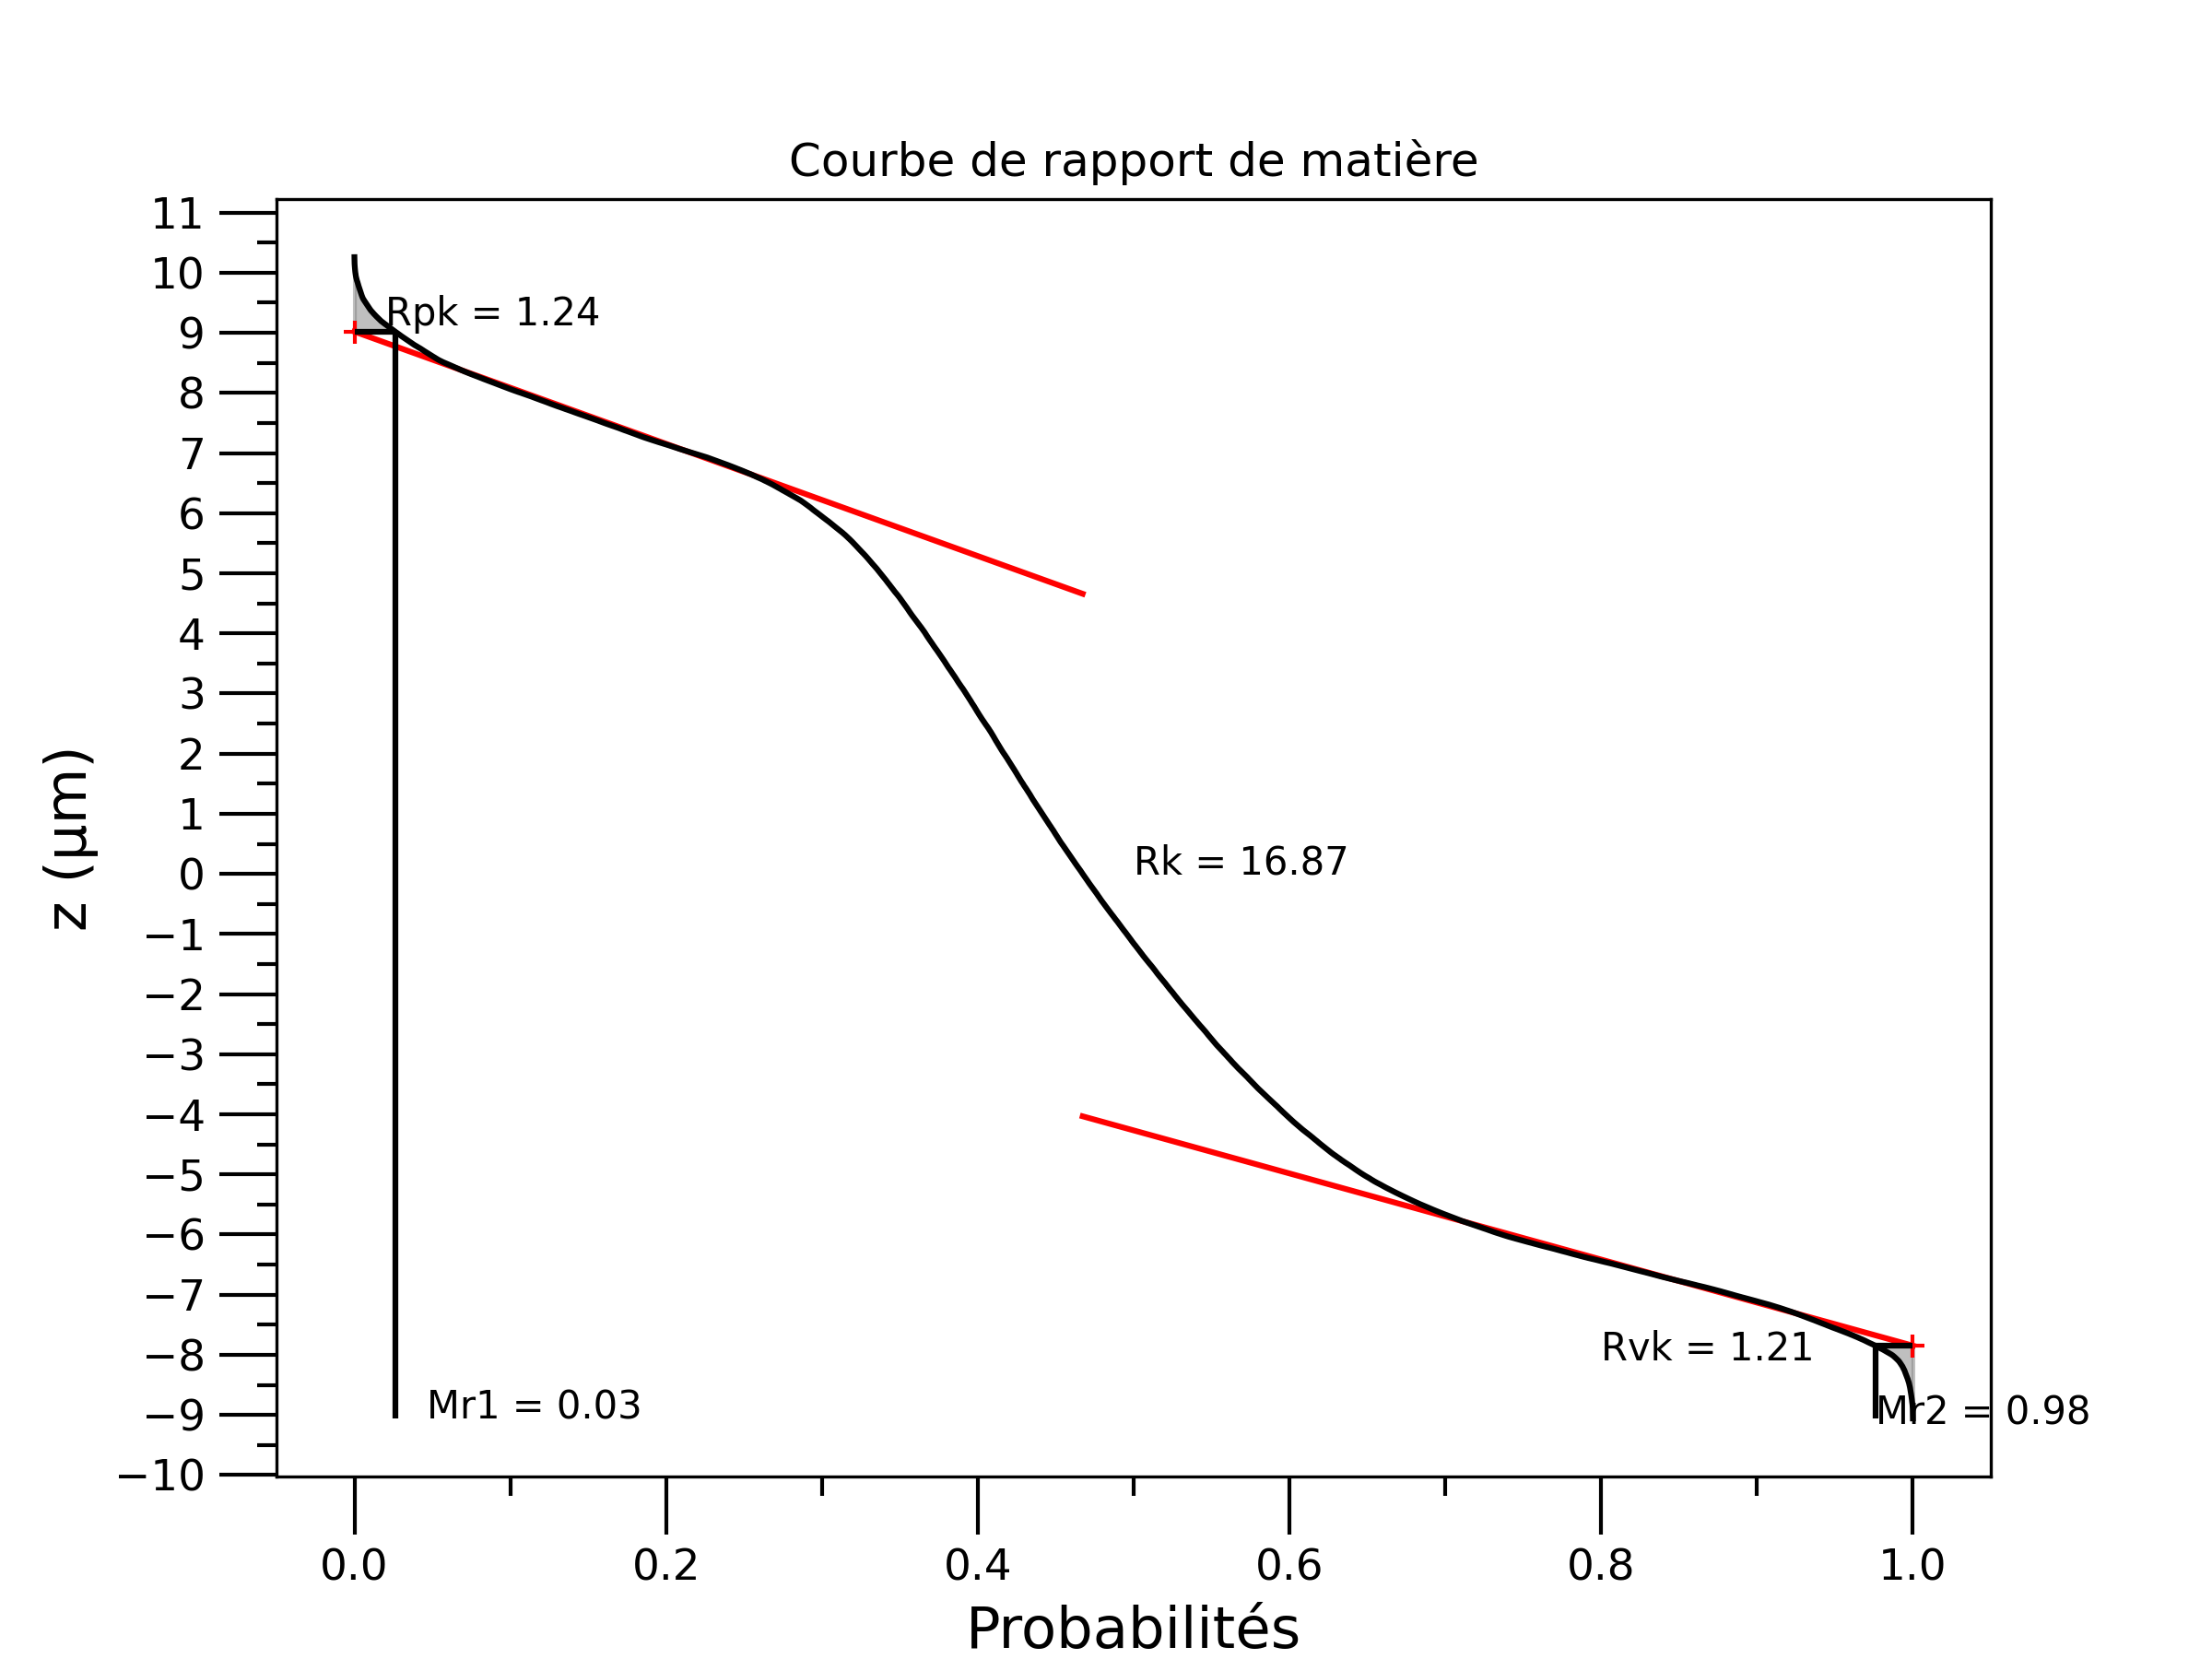 Courbe de rapport de matière
11
10
9
8
7
6
5
4
3
2
1
0
−1
−2
−3
−4
−5
−6
−7
−8
−9
−10
z (µm)
Rpk = 1.24
Rk = 16.87
Rvk = 1.21
Mr1 = 0.03
Mr2 = 0.98
0.0 0.2 0.4 0.6 0.8 1.0
Probabilités